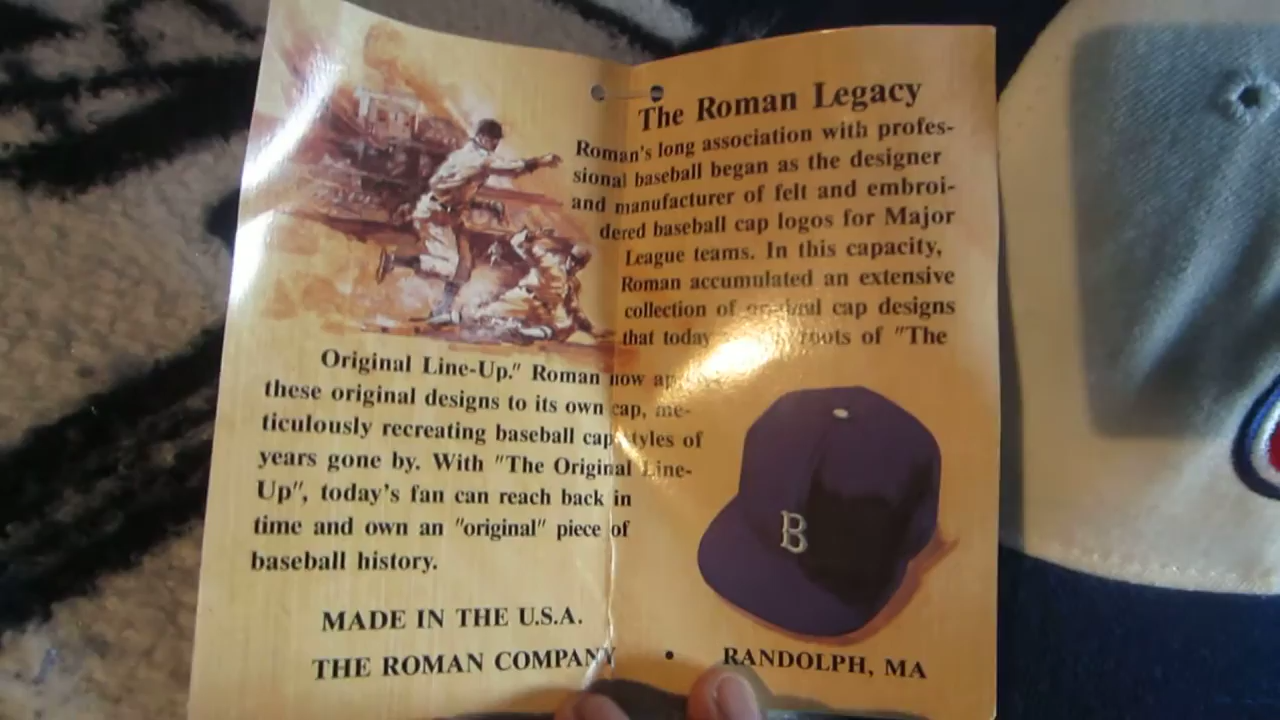 The Roman Legacy
Roman's long association with profes-
sional baseball began as the designer
and manufacturer of felt and embroi-
dered baseball cap logos for Major
League teams. In this capacity,
Roman accumulated an extensive
collection of original cap designs
that today roots of "The
Original Line-Up." Roman now
these original designs to its own cap, me-
ticulously recreating baseball cap styles of
years gone by. With "The Original Line-
Up", today's fan can reach back in
time and own an "original" piece of
baseball history.
B
MADE IN THE U.S.A.
THE ROMAN COMPANY • RANDOLPH, MA